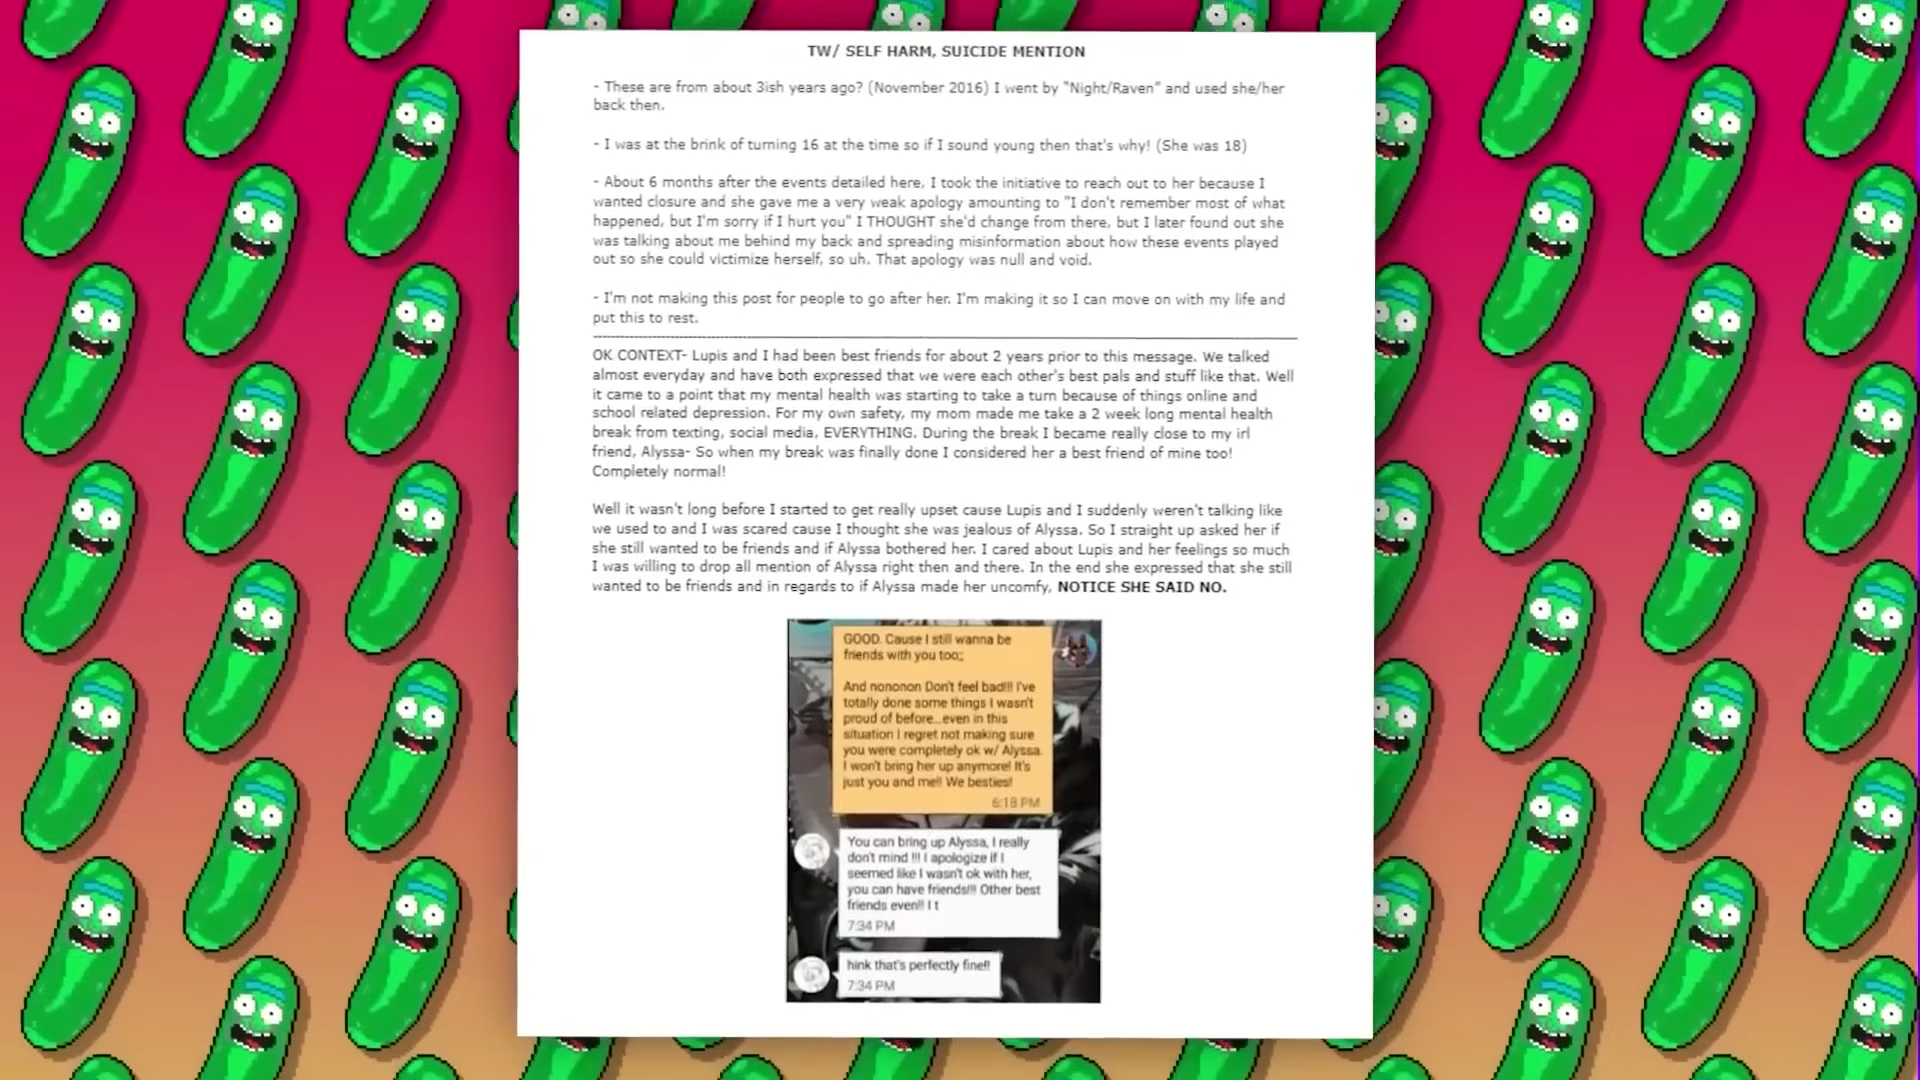 TW/ SELF HARM, SUICIDE MENTION
- These are from about 3ish years ago? (November 2016) I went by "Night/Raven" and used she/her
back then.
- I was at the brink of turning 16 at the time so if I sound young then that's why! (She was 18)
- About 6 months after the events detailed here, I took the initiative to reach out to her because I
wanted closure and she gave me a very weak apology amounting to "I don't remember most of what
happened, but I'm sorry if I hurt you" I THOUGHT she'd change from there, but I later found out she
was talking about me behind my back and spreading misinformation about how these events played
out so she could victimize herself, so uh. That apology was null and void.
- I'm not making this post for people to go after her. I'm making it so I can move on with my life and
put this to rest.
OK CONTEXT- Lupis and I had been best friends for about 2 years prior to this message. We talked
almost everyday and have both expressed that we were each other's best pals and stuff like that. Well
it came to a point that my mental health was starting to take a turn because of things online and
school related depression. For my own safety, my mom made me take a 2 week long mental health
break from texting, social media, EVERYTHING. During the break I became really close to my irl
friend, Alyssa- So when my break was finally done I considered her a best friend of mine too!
Completely normal!
Well it wasn't long before I started to get really upset cause Lupis and I suddenly weren't talking like
we used to and I was scared cause I thought she was jealous of Alyssa. So I straight up asked her if
she still wanted to be friends and if Alyssa bothered her. I cared about Lupis and her feelings so much
I was willing to drop all mention of Alyssa right then and there. In the end she expressed that she still
wanted to be friends and in regards to if Alyssa made her uncomfy, NOTICE SHE SAID NO.
GOOD. Cause I still wanna be
friends with you too;;
And nononon Don't feel bad!!! I've
totally done some things I wasn't
proud of before...even in this
situation I regret not making sure
you were completely ok w/ Alyssa.
I won't bring her up anymore! It's
just you and me!! We besties!
6:18 PM
You can bring up Alyssa, I really
don't mind !!! I apologize if I
seemed like I wasn't ok with her,
you can have friends!!! Other best
friends even!! I t
7:34 PM
hink that's perfectly fine!!
7:34 PM